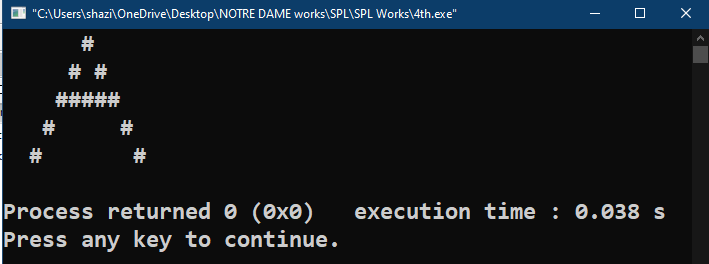 "C:\Users\shazi\OneDrive\Desktop\NOTRE DAME works\SPL\SPL Works\4th.exe"
      #
     # #
    #####
   #     #
  #       #
Process returned 0 (0x0)   execution time : 0.038 s
Press any key to continue.